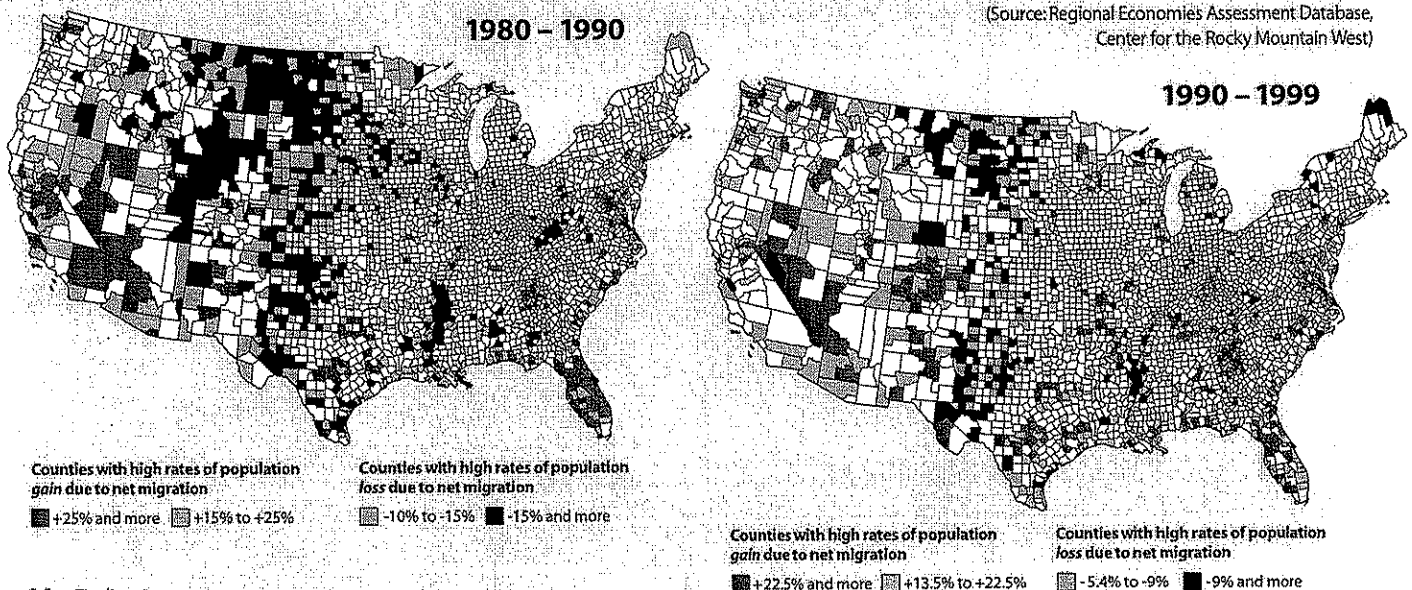 1980 – 1990
(Source: Regional Economies Assessment Database,
Center for the Rocky Mountain West)
1990 – 1999
Counties with high rates of population
gain due to net migration
+25% and more +15% to +25%
Counties with high rates of population
loss due to net migration
-10% to -15% -15% and more
Counties with high rates of population
gain due to net migration
+22.5% and more +13.5% to +22.5%
Counties with high rates of population
loss due to net migration
-5.4% to -9% -9% and more